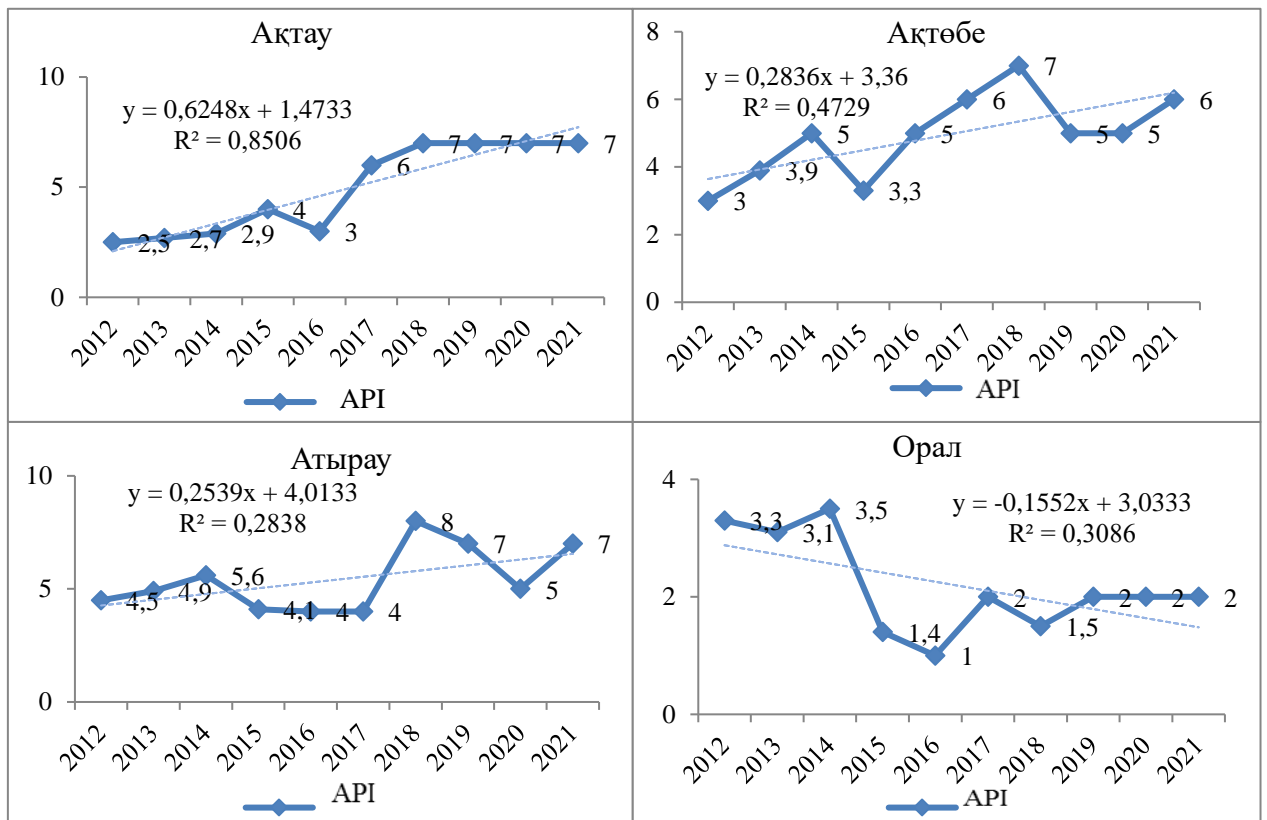 Ақтау
10
5
0
y = 0,6248x + 1,4733
R² = 0,8506
2,5 2,7 2,9 4 3 6 7 7 7 7
2012 2013 2014 2015 2016 2017 2018 2019 2020 2021
API
Ақтөбе
8
6
4
2
0
y = 0,2836x + 3,36
R² = 0,4729
3 3,9 5 3,3 5 6 7 5 5 6
2012 2013 2014 2015 2016 2017 2018 2019 2020 2021
API
Атырау
10
5
0
y = 0,2539x + 4,0133
R² = 0,2838
4,5 4,9 5,6 4,1 4 4 8 7 5 7
2012 2013 2014 2015 2016 2017 2018 2019 2020 2021
API
Орал
4
2
0
y = -0,1552x + 3,0333
R² = 0,3086
3,3 3,1 3,5 1,4 1 2 1,5 2 2 2
2012 2013 2014 2015 2016 2017 2018 2019 2020 2021
API